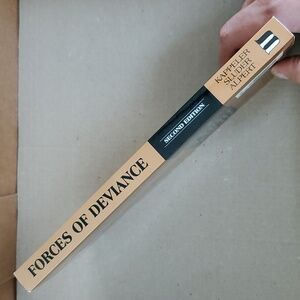 KAPPELER
SLUDER
ALPERT
SECOND EDITION
FORCES OF DEVIANCE